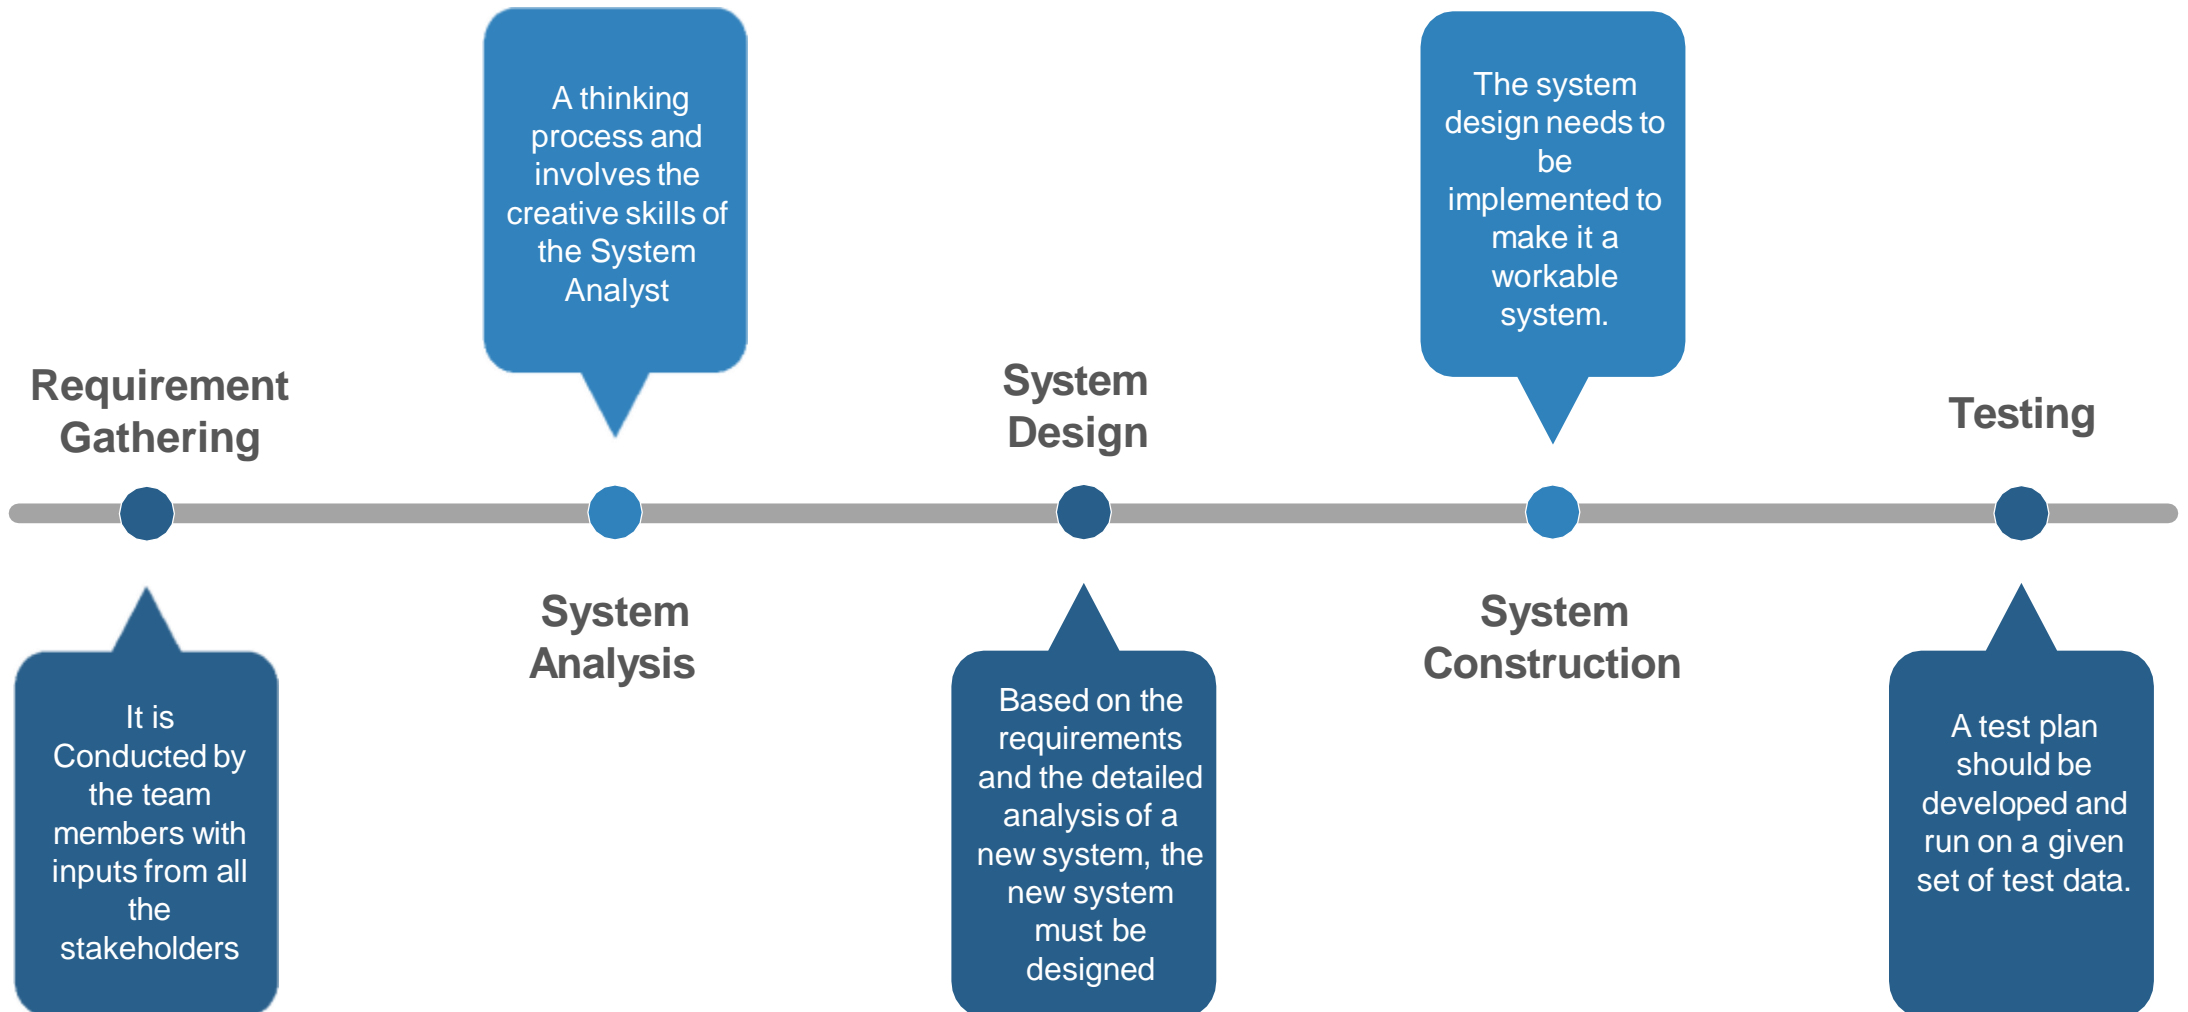 Requirement
Gathering
It is
Conducted by
the team
members with
inputs from all
the
stakeholders
A thinking
process and
involves the
creative skills of
the System
Analyst
System
Analysis
System
Design
Based on the
requirements
and the detailed
analysis of a
new system, the
new system
must be
designed
The system
design needs to
be
implemented to
make it a
workable
system.
System
Construction
Testing
A test plan
should be
developed and
run on a given
set of test data.